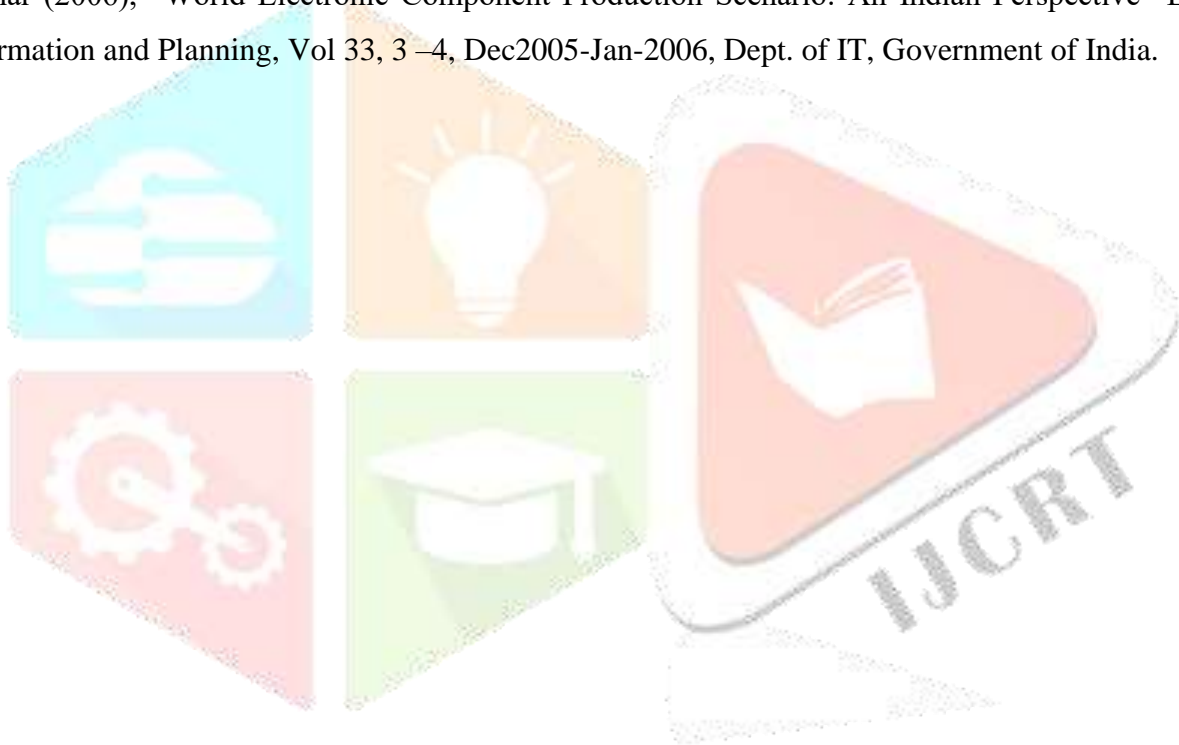 (2006), World Electronic Component Production Scenario: An Indian Perspective
and Planning, Vol 33, 3 –4, Dec2005-Jan-2006, Dept. of IT, Government of India.
IJCRT